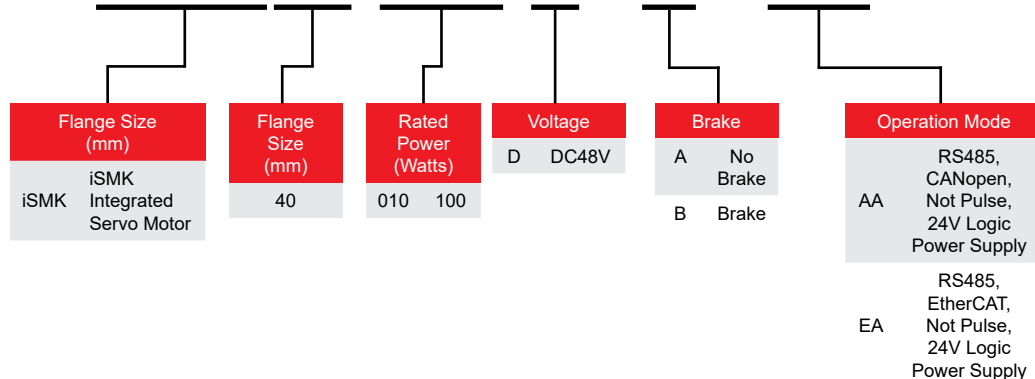 Flange Size
(mm)
iSMK
iSMK
Integrated
Servo Motor
Flange
Size
(mm)
40
Rated
Power
(Watts)
010 100
Voltage
D DC48V
Brake
A No
Brake
B Brake
Operation Mode
AA
RS485,
CANopen,
Not Pulse,
24V Logic
Power Supply
EA
RS485,
EtherCAT,
Not Pulse,
24V Logic
Power Supply